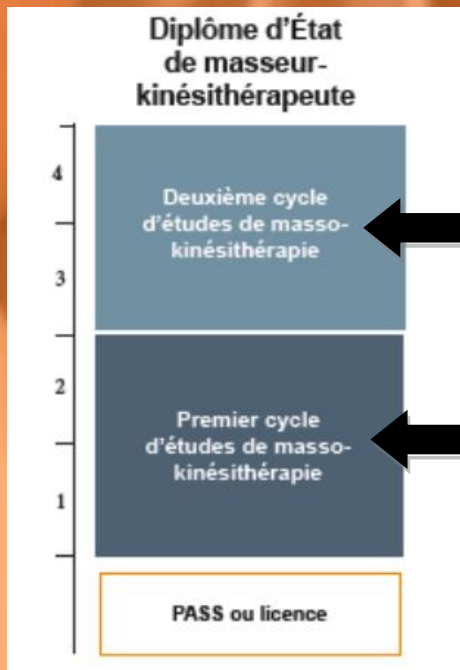 Diplôme d'État
de masseur-
kinésithérapeute
4
Deuxième cycle
d'études de masso-
kinésithérapie
3
2
Premier cycle
d'études de masso-
kinésithérapie
1
PASS ou licence